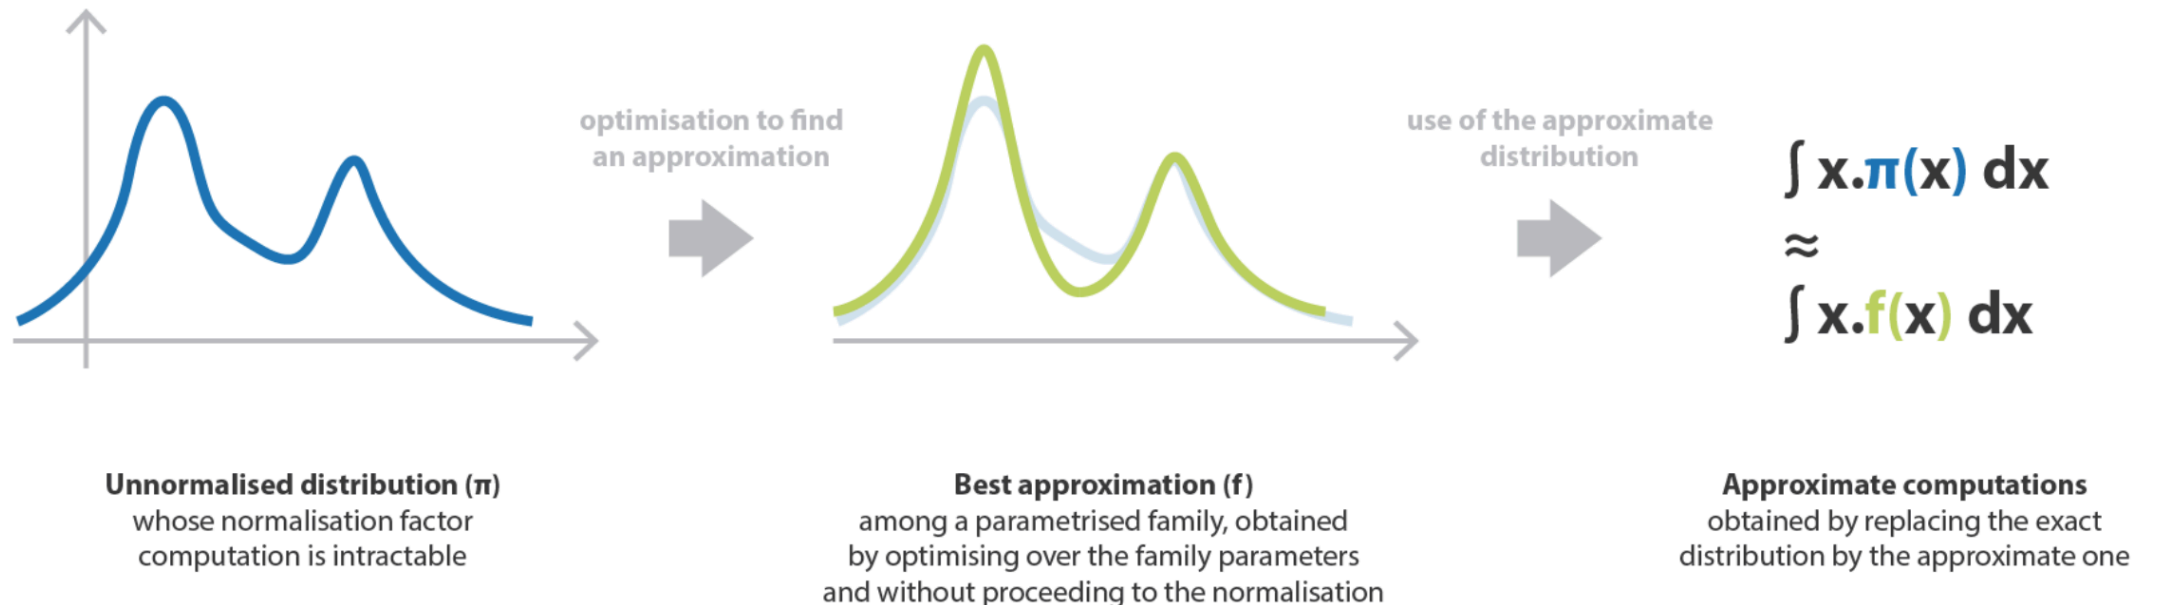 optimisation to find
an approximation
use of the approximate
distribution
∫ x.π(x) dx
≈
∫ x.f(x) dx
Unnormalised distribution (π)
whose normalisation factor
computation is intractable
Best approximation (f)
among a parametrised family, obtained
by optimising over the family parameters
and without proceeding to the normalisation
Approximate computations
obtained by replacing the exact
distribution by the approximate one